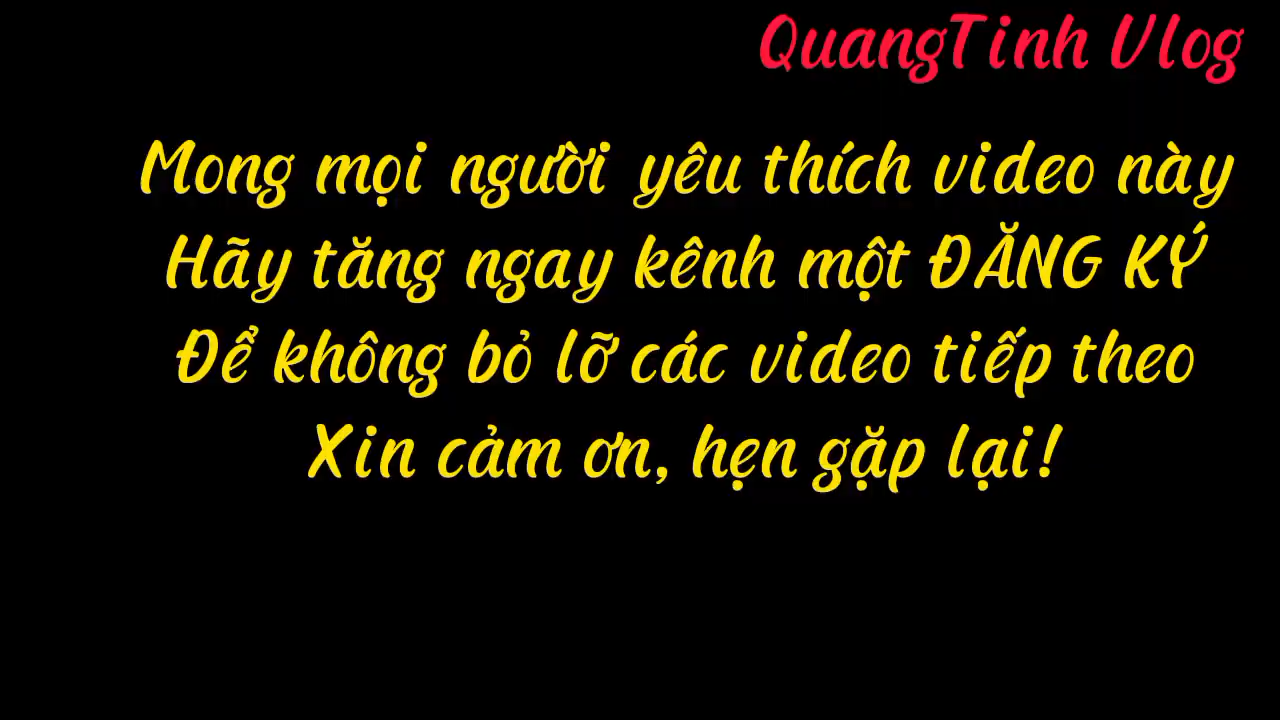 QuangTinh Vlog
Mong mọi người yêu thích video này
Hãy tăng ngay kênh một ĐĂNG KÝ
Để không bỏ lỡ các video tiếp theo
Xin cảm ơn, hẹn gặp lại!